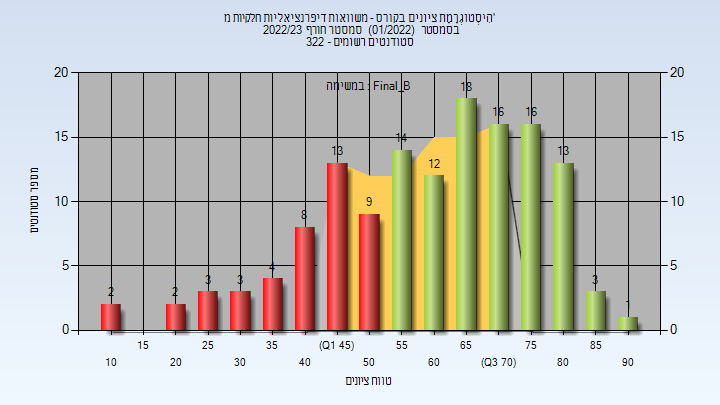 הִיסְטוֹגְרָמַת ציונים בקורס - משוואות דיפרנציאליות חלקיות מ'
בסמסטר (01/2022) סמסטר חורף 2022/23
סטודנטים רשומים - 322
במשימה : Final_B
20 20
15 15
10 10
5 5
0 0
מספר סטודנטים
2 2 3 3 4 8 13 9 14 12 18 16 16 13 3 1
15 25 35 (Q1 45) 55 65 75 85
10 20 30 40 50 60 (Q3 70) 80 90
טווח ציונים